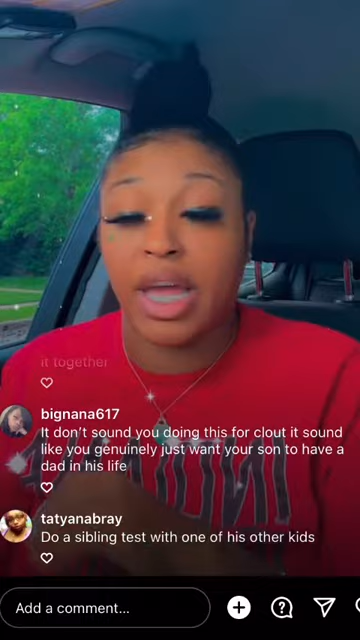 it together
bignana617
It don't sound you doing this for clout it sound
like you genuinely just want your son to have a
dad in his life
tatyanabray
Do a sibling test with one of his other kids
Add a comment...